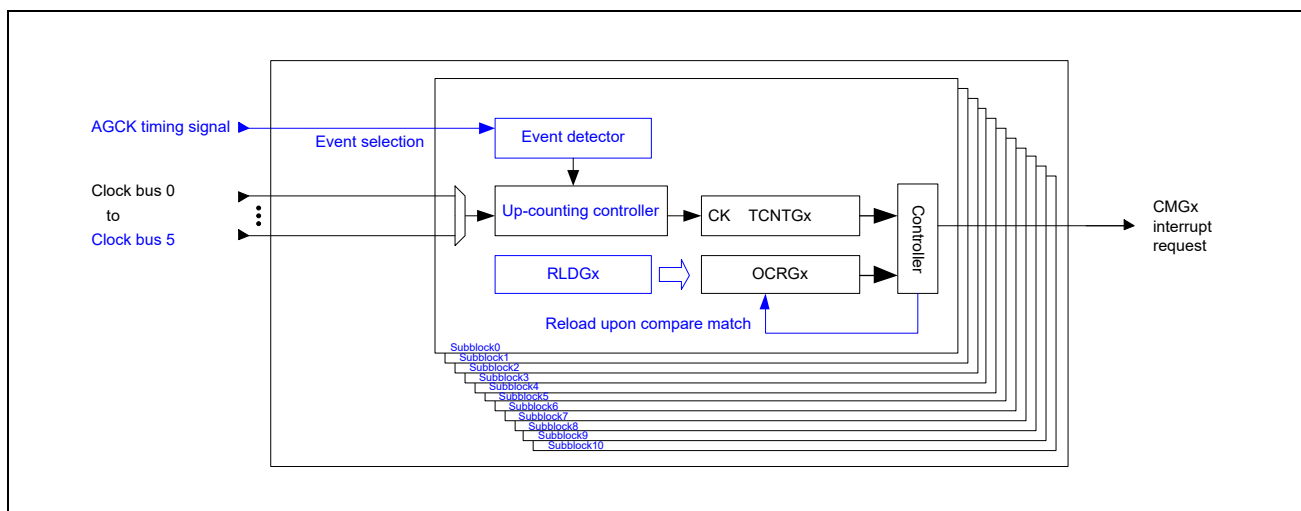 AGCK timing signal
Event selection
Event detector
Clock bus 0
to
Clock bus 5
Up-counting controller
CK TCNTGx
Controller
CMGx
interrupt
request
RLDGx
OCRGx
Reload upon compare match
Subblock0
Subblock1
Subblock2
Subblock3
Subblock4
Subblock5
Subblock6
Subblock7
Subblock8
Subblock9
Subblock10